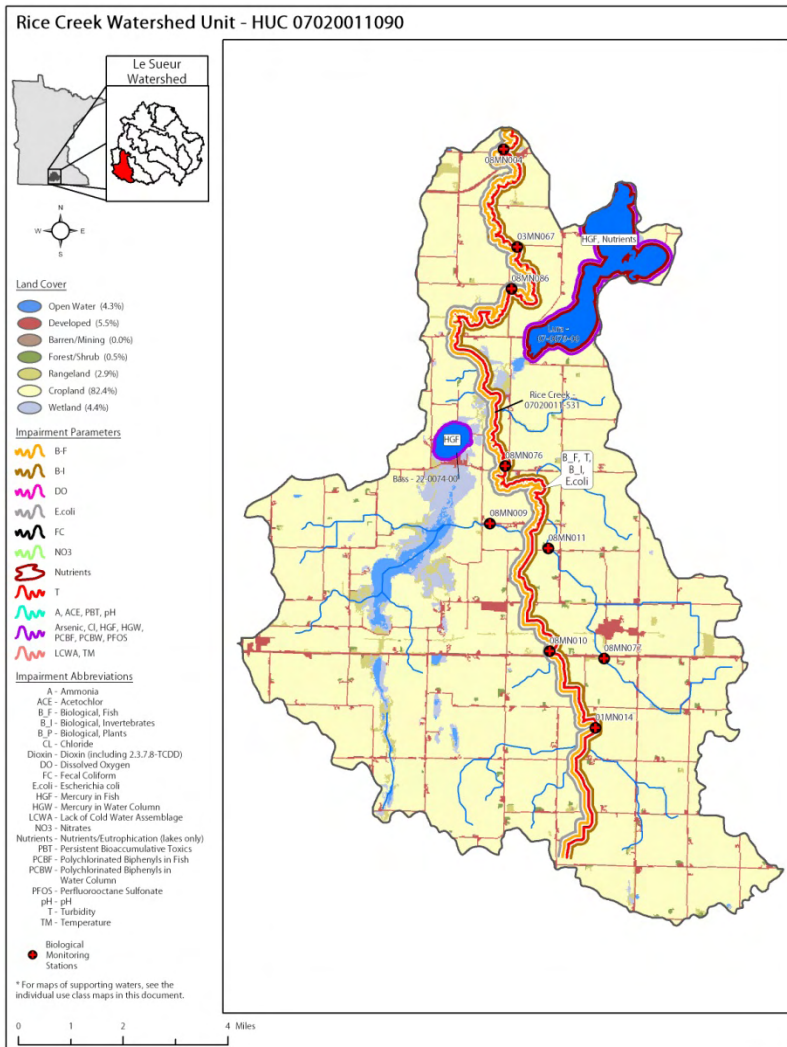 Rice Creek Watershed Unit - HUC 07020011090
Le Sueur
Watershed
N
W
E
S
Land Cover
Open Water (4.3%)
Developed (5.5%)
Barren/Mining (0.0%)
Forest/Shrub (0.5%)
Rangeland (2.9%)
Cropland (82.4%)
Wetland (4.4%)
Impairment Parameters
B-F
B-I
DO
E.coli
FC
NO3
Nutrients
T
A, ACE, PBT, pH
Arsenic, Cl, HGF, HGW,
PCBF, PCBW, PFOS
LCWA, TM
Impairment Abbreviations
A - Ammonia
ACE - Acetochlor
B_F - Biological, Fish
B_I - Biological, Invertebrates
B_P - Biological, Plants
CL - Chloride
Dioxin - Dioxin (including 2.3.7.8-TCDD)
DO - Dissolved Oxygen
FC - Fecal Coliform
E.coli - Escherichia coli
HGF - Mercury in Fish
HGW - Mercury in Water Column
LCWA - Lack of Cold Water Assemblage
NO3 - Nitrates
Nutrients - Nutrients/Eutrophication (lakes only)
PBT - Persistent Bioaccumulative Toxics
PCBF - Polychlorinated Biphenyls in Fish
PCBW - Polychlorinated Biphenyls in
Water Column
PFOS - Perfluorooctane Sulfonate
pH - pH
T - Turbidity
TM - Temperature
Biological
Monitoring
Stations
* For maps of supporting waters, see the
individual use class maps in this document.
0 1 2 4 Miles
08MN004
03MN067
HGF, Nutrients
08MN086
Lura -
Rice Creek -
07020011-531
HGF
08MN076
Bass - 22-0074-00
B_F, T,
B_I,
E.coli
08MN009
08MN011
08MN010
08MN077
01MN014